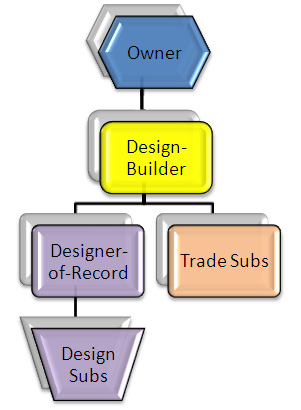 Owner
Design-
Builder
Designer-
of-Record
Trade Subs
Design
Subs